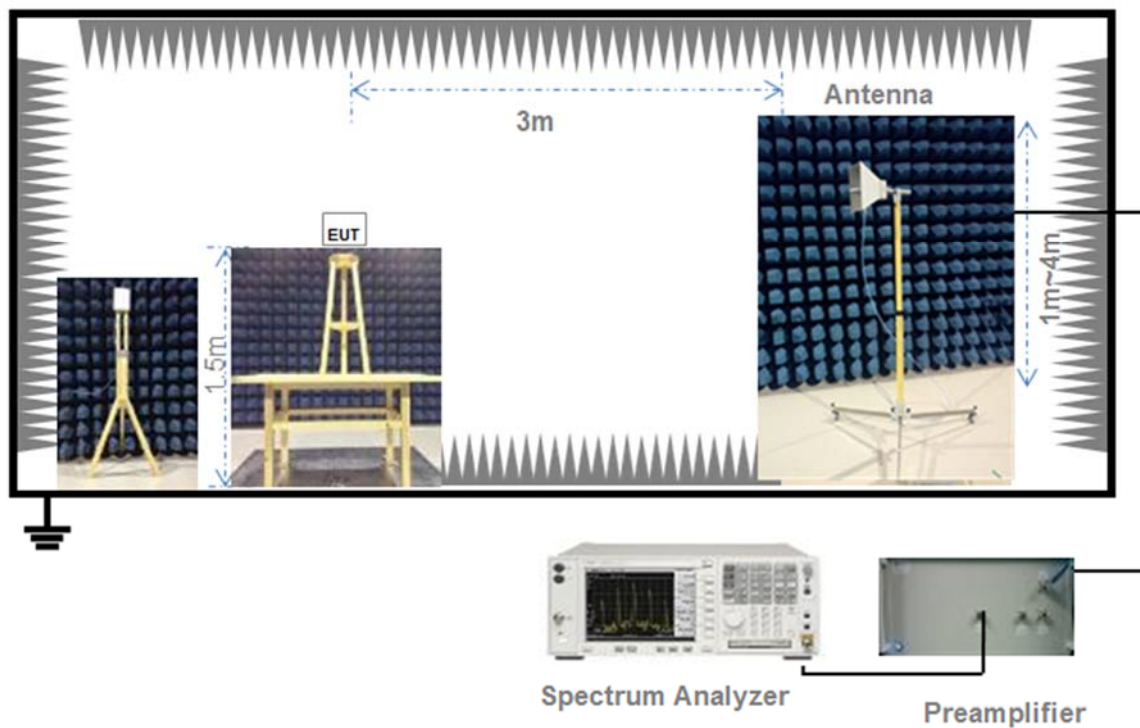 Antenna
3m
EUT
1.5m
1m~4m
Spectrum Analyzer
Preamplifier